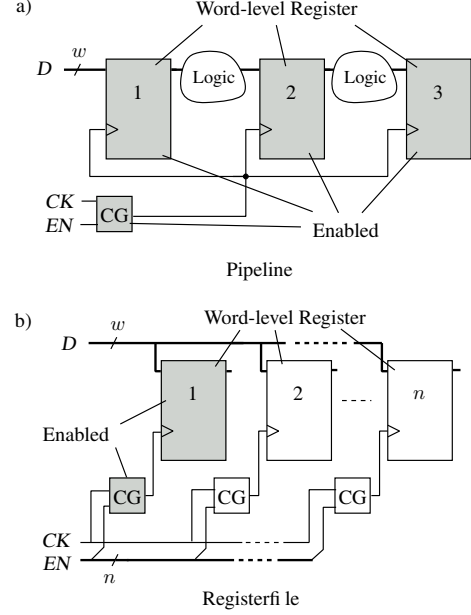 a)
Word-level Register
D
w
Logic
Logic
1
2
3
CK
EN
CG
Enabled
Pipeline
b)
Word-level Register
D
w
1
2
n
Enabled
CG
CG
CG
CK
EN
n
Registerfi le